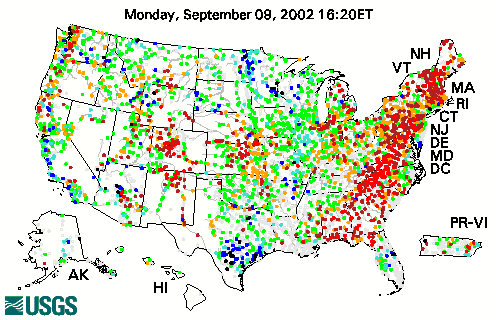 Monday, September 09, 2002 16:20ET
NH
VT
MA
RI
CT
NJ
DE
MD
DC
PR-VI
AK
HI
USGS